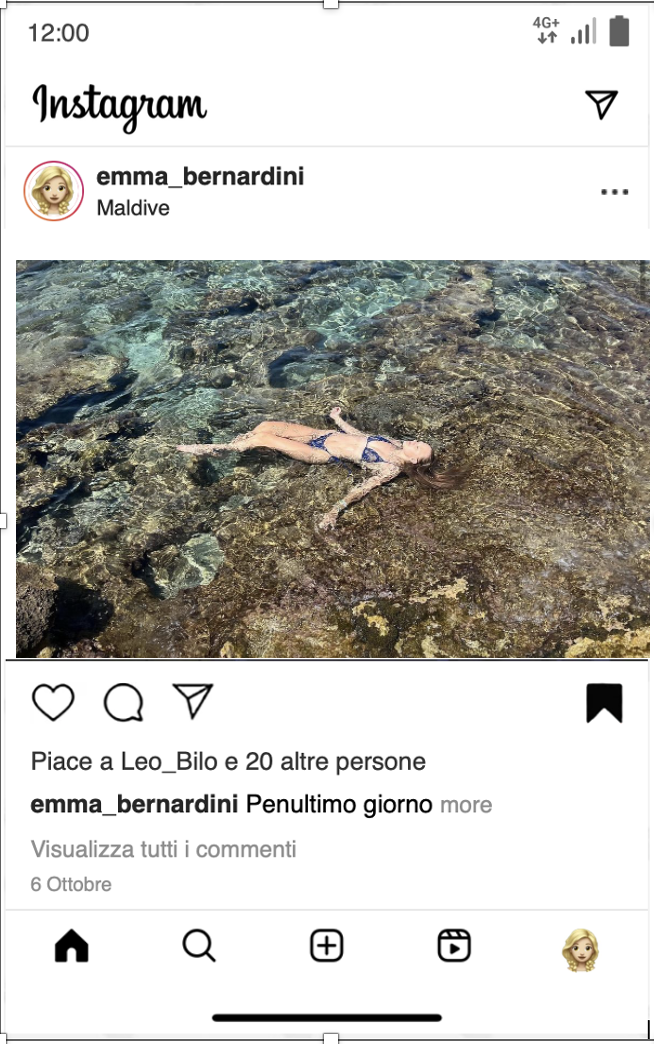 12:00
4G+
Instagram
emma_bernardini
Maldive
Piace a Leo_Bilo e 20 altre persone
emma_bernardini Penultimo giorno more
Visualizza tutti i commenti
6 Ottobre